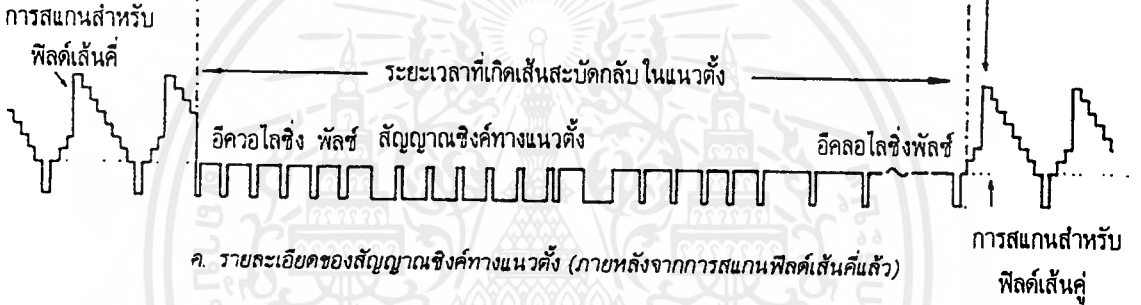 การสแกนสำหรับ
ฟีลด์เส้นคี่
ระยะเวลาที่เกิดเส้นสะบัดกลับ ในแนวตั้ง
อีควอไลซิ่ง พัลซ์ สัญญาณซิงค์ทางแนวตั้ง
อีคลอไลซิ่งพัลซ์
การสแกนสำหรับ
ฟีลด์เส้นคู่
ค. รายละเอียดของสัญญาณซิงค์ทางแนวตั้ง (ภายหลังจากการสแกนฟีลด์เส้นคี่แล้ว)